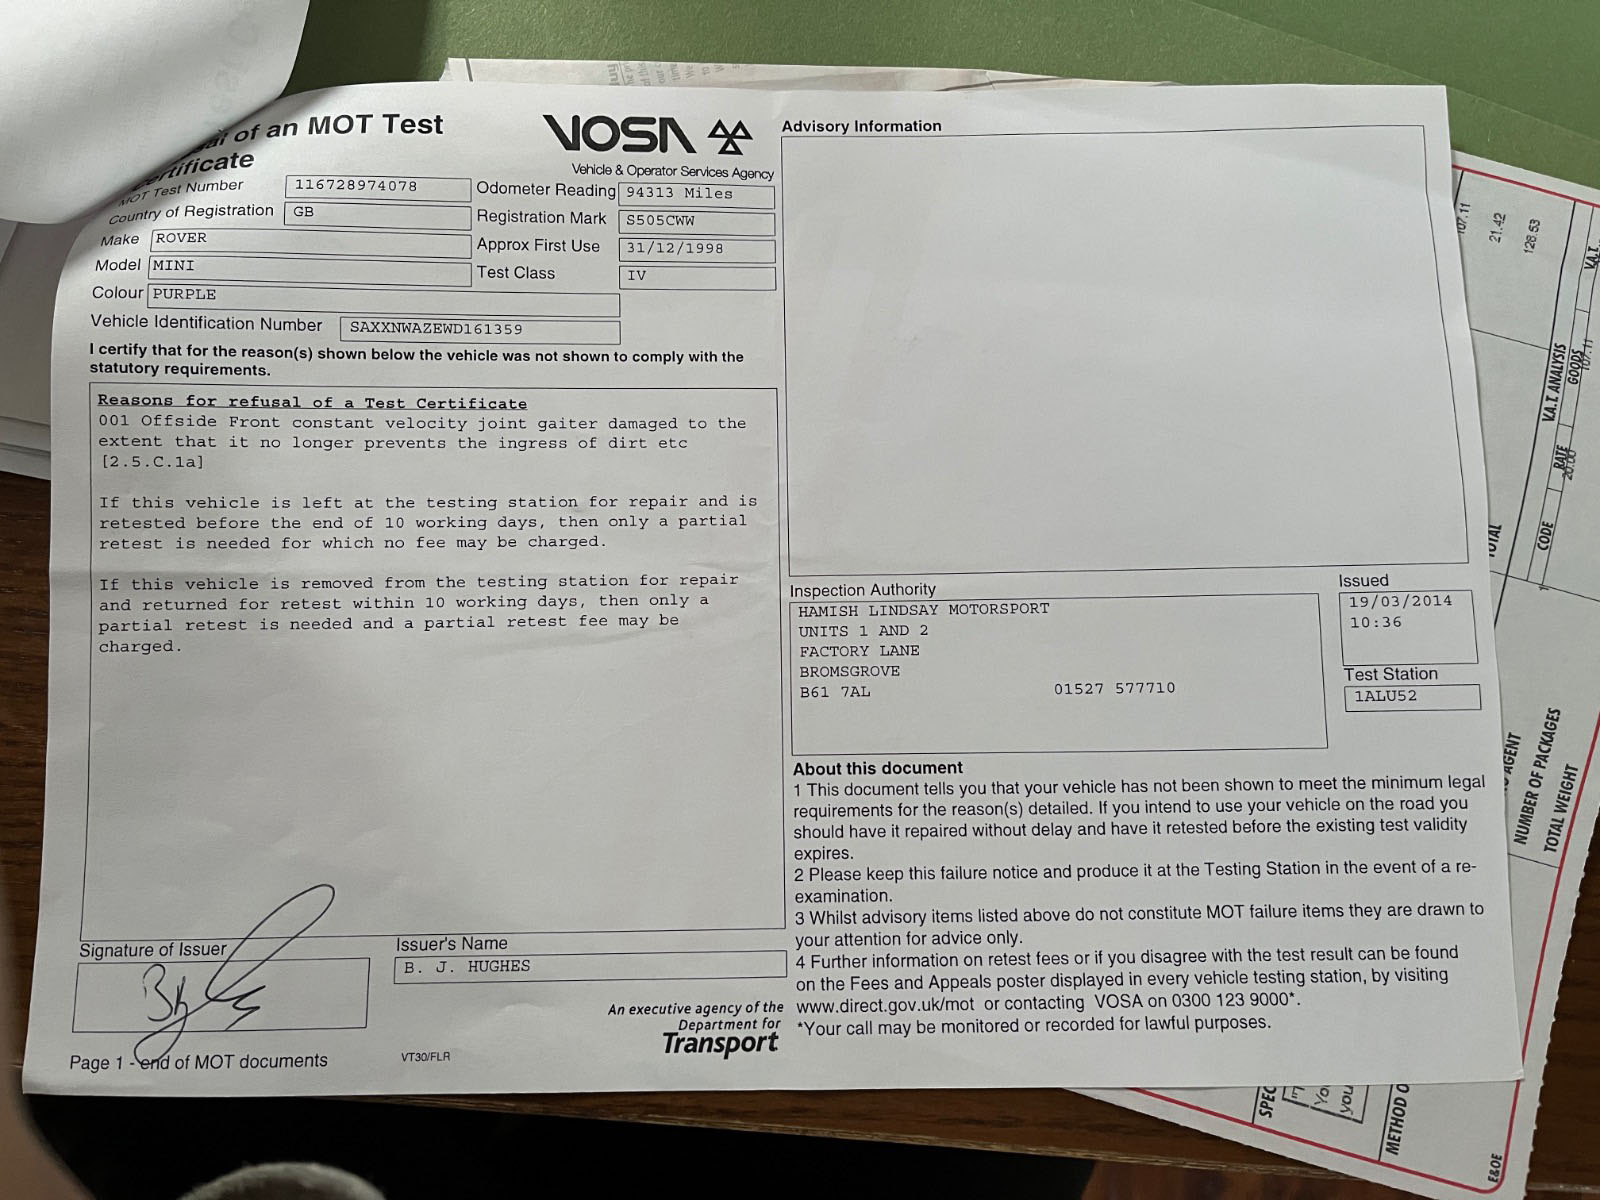 of an MOT Test
Certificate
MOT Test Number 116728974078
Country of Registration GB
Make ROVER
Model MINI
Colour PURPLE
Vehicle Identification Number SAXXNWAZEWD161359
VOSA
Vehicle & Operator Services Agency
Odometer Reading 94313 Miles
Registration Mark S505CWW
Approx First Use 31/12/1998
Test Class IV
I certify that for the reason(s) shown below the vehicle was not shown to comply with the
statutory requirements.
Reasons for refusal of a Test Certificate
001 Offside Front constant velocity joint gaiter damaged to the
extent that it no longer prevents the ingress of dirt etc
[2.5.C.1a]
If this vehicle is left at the testing station for repair and is
retested before the end of 10 working days, then only a partial
retest is needed for which no fee may be charged.
If this vehicle is removed from the testing station for repair
and returned for retest within 10 working days, then only a
partial retest is needed and a partial retest fee may be
charged.
Signature of Issuer
Issuer's Name
B. J. HUGHES
An executive agency of the
Department for
Transport
Page 1 - end of MOT documents
VT30/FLR
Advisory Information
Inspection Authority
HAMISH LINDSAY MOTORSPORT
UNITS 1 AND 2
FACTORY LANE
BROMSGROVE
B61 7AL 01527 577710
Issued
19/03/2014
10:36
Test Station
1ALU52
About this document
1 This document tells you that your vehicle has not been shown to meet the minimum legal
requirements for the reason(s) detailed. If you intend to use your vehicle on the road you
should have it repaired without delay and have it retested before the existing test validity
expires.
2 Please keep this failure notice and produce it at the Testing Station in the event of a re-
examination.
3 Whilst advisory items listed above do not constitute MOT failure items they are drawn to
your attention for advice only.
4 Further information on retest fees or if you disagree with the test result can be found
on the Fees and Appeals poster displayed in every vehicle testing station, by visiting
www.direct.gov.uk/mot or contacting VOSA on 0300 123 9000*.
*Your call may be monitored or recorded for lawful purposes.
107.11
21.42
128.53
V.A.T. ANALYSIS
CODE
RATE
GOODS
V.A.T.
1
20.00
107.11
AGENT
NUMBER OF PACKAGES
TOTAL WEIGHT
METHOD O
E&OE